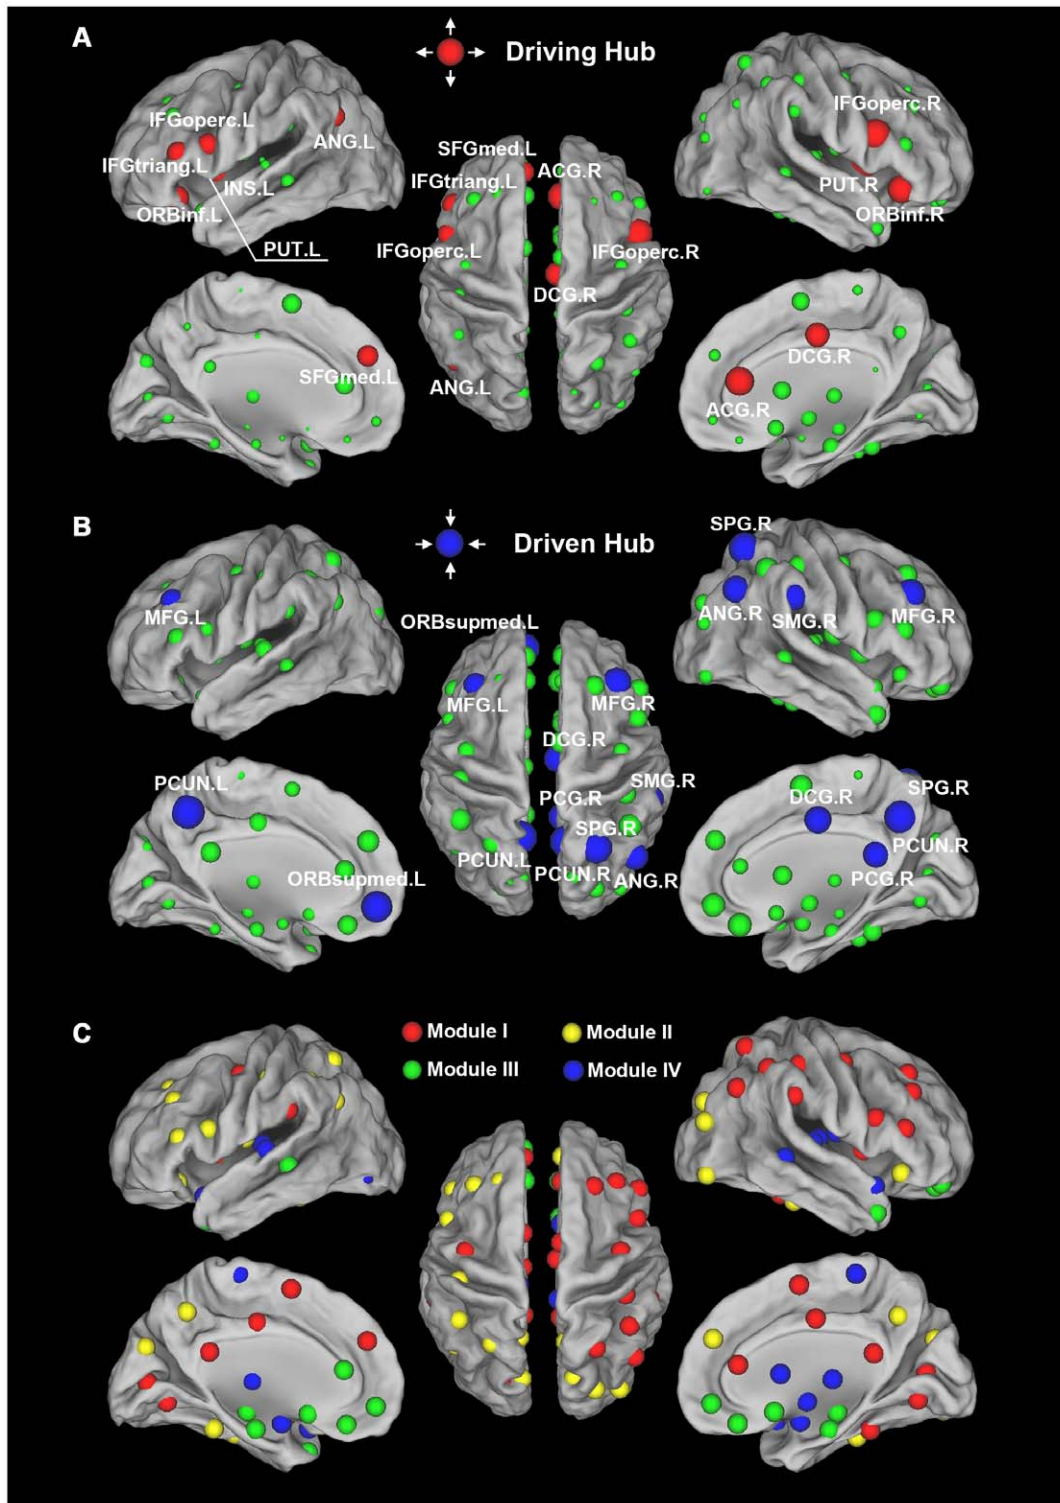 A
Driving Hub
IFGoperc.L
IFGtriang.L
ANG.L
INS.L
ORBinf.L
PUT.L
SFGmed.L
ACG.R
IFGtriang.L
IFGoperc.L
IFGoperc.R
DCG.R
ANG.L
IFGoperc.R
PUT.R
ORBinf.R
SFGmed.L
DCG.R
ACG.R
B
Driven Hub
MFG.L
ORBsupmed.L
MFG.L
MFG.R
DCG.R
SMG.R
PCG.R
SPG.R
PCUN.L
PCUN.R
ANG.R
SPG.R
ANG.R
SMG.R
MFG.R
PCUN.L
ORBsupmed.L
DCG.R
SPG.R
PCUN.R
PCG.R
C
Module I
Module II
Module III
Module IV